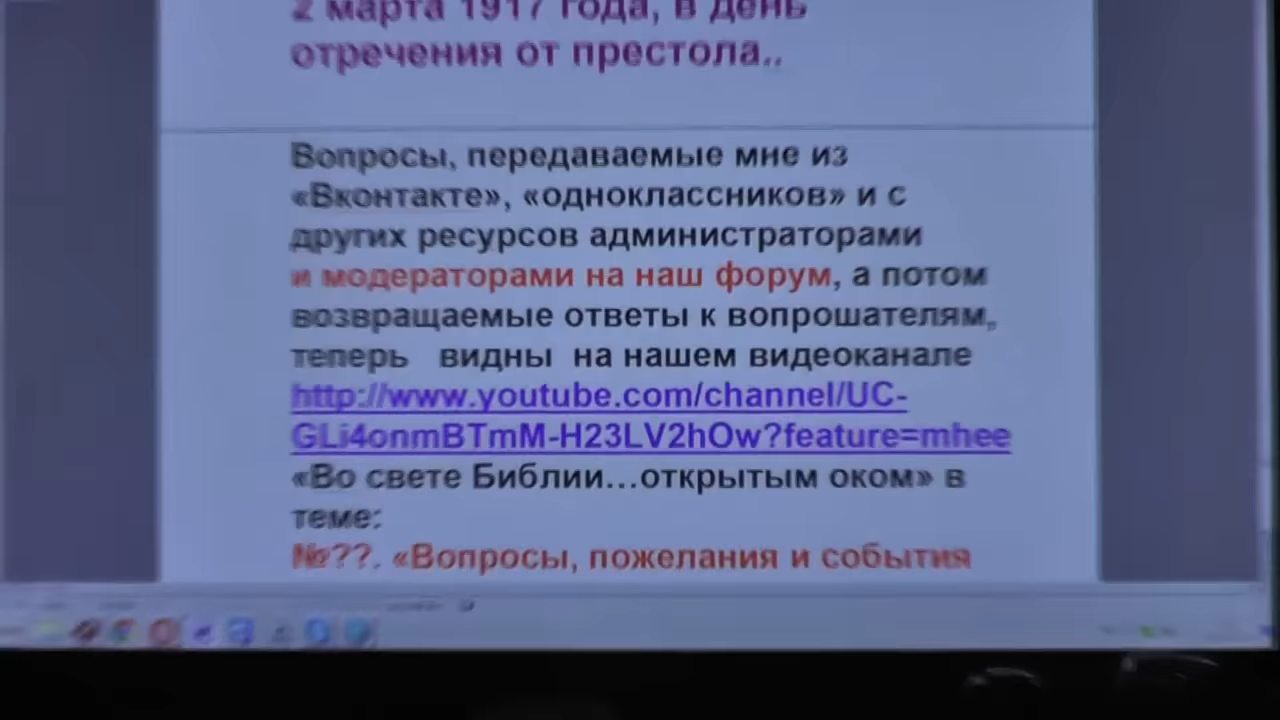 2 марта 1917 года, в день
отречения от престола..
Вопросы, передаваемые мне из
«Вконтакте», «одноклассников» и с
других ресурсов администраторами
и модераторами на наш форум, а потом
возвращаемые ответы к вопрошателям,
теперь видны на нашем видеоканале
http://www.youtube.com/channel/UC-
GLi4onmBTmM-H23LV2hOw?feature=mhee
«Во свете Библии...открытым оком» в
теме:
№??. «Вопросы, пожелания и события